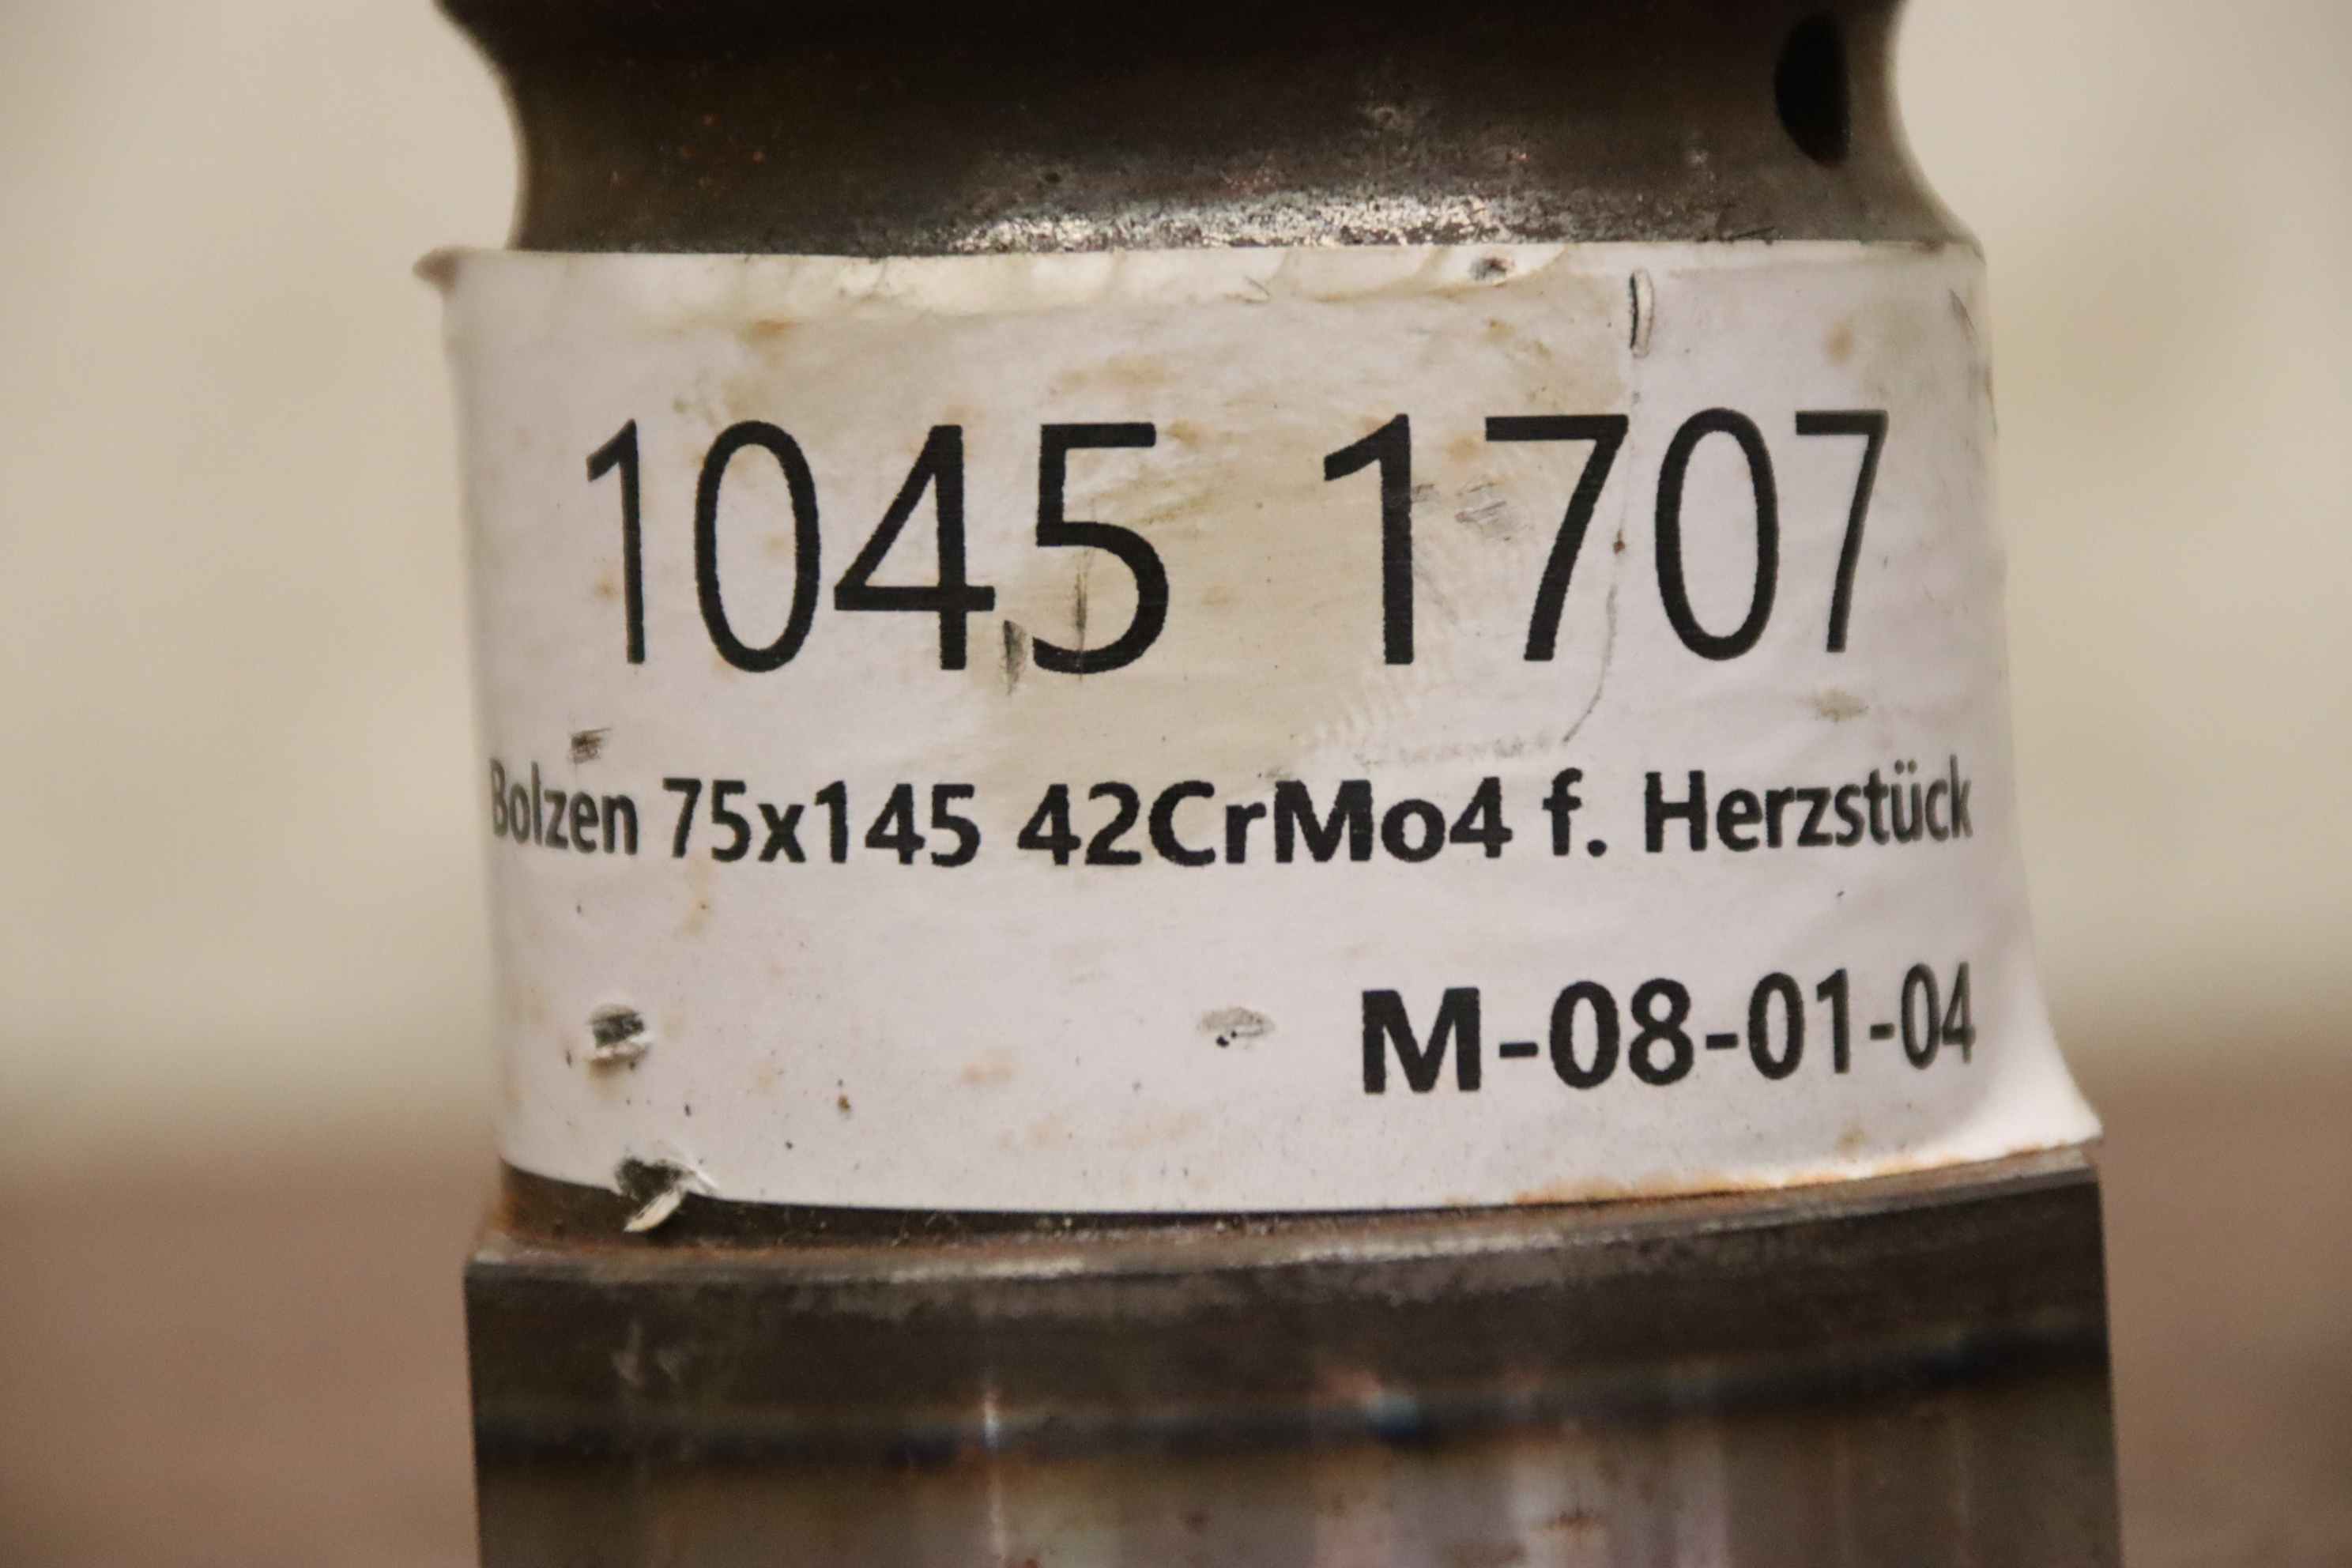 1045 1707
Bolzen 75x145 42CrMo4 f. Herzstück
M-08-01-04